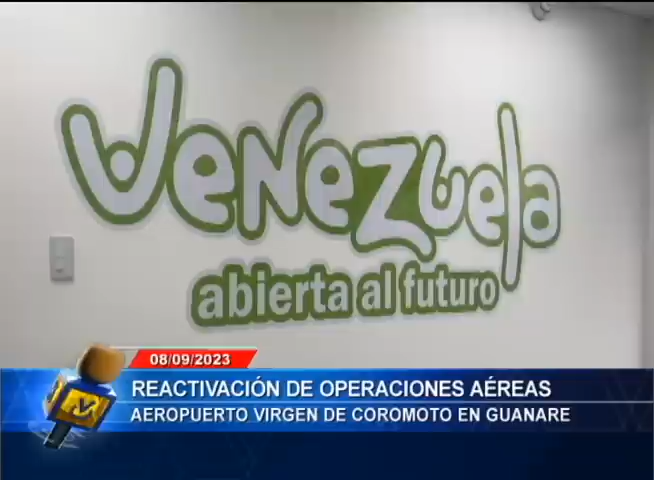 Venezuela
abierta al futuro
08/09/2023
REACTIVACIÓN DE OPERACIONES AÉREAS
AEROPUERTO VIRGEN DE COROMOTO EN GUANARE